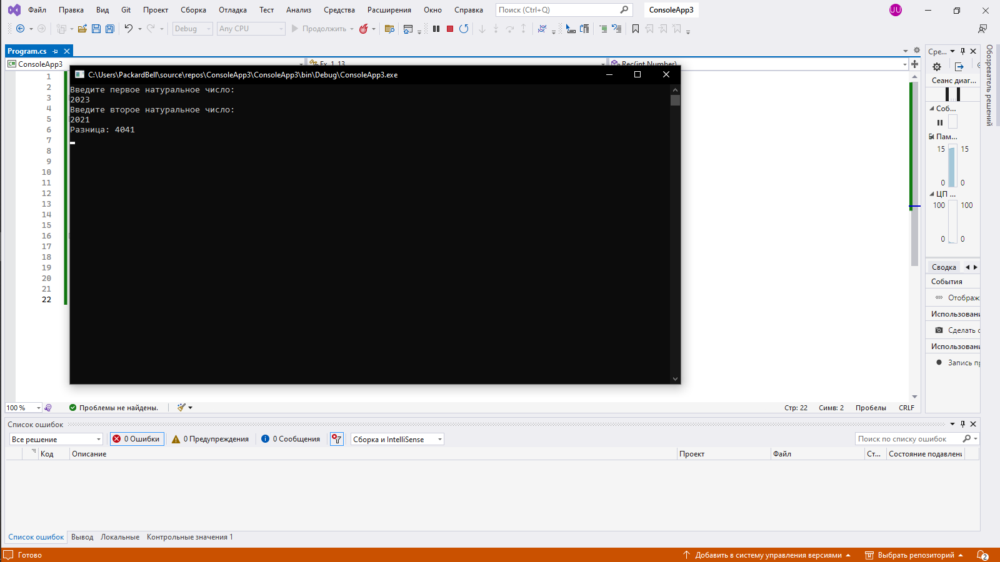 Файл Правка Вид Git Проект Сборка Отладка Тест Анализ Средства Расширения Окно Справка Поиск (Ctrl+Q) ConsoleApp3 UU
Debug Any CPU Продолжить
Program.cs
ConsoleApp3 Ex_1_13 Rec(int Number)
C:\Users\PackardBell\source\repos\ConsoleApp3\ConsoleApp3\bin\Debug\ConsoleApp3.exe
Введите первое натуральное число:
2023
Введите второе натуральное число:
2021
Разница: 4041
1
2
3
4
5
6
7
8
9
10
11
12
13
14
15
16
17
18
19
20
21
22
Сре...
Сеанс диаг...
Соб...
Пам...
15 15
0 0
ЦП ...
100 100
0 0
Сводка
События
Отображ
Использовани
Сделать с
Использовани
Запись пр
Обозреватель решений
100 % Проблемы не найдены. Стр: 22 Симв: 2 Пробелы CRLF
Список ошибок
Все решение 0 Ошибки 0 Предупреждения 0 Сообщения Сборка и IntelliSense Поиск по списку ошибок
Код Описание Проект Файл Ст... Состояние подавлени
Список ошибок Вывод Локальные Контрольные значения 1
Готово Добавить в систему управления версиями Выбрать репозиторий 2